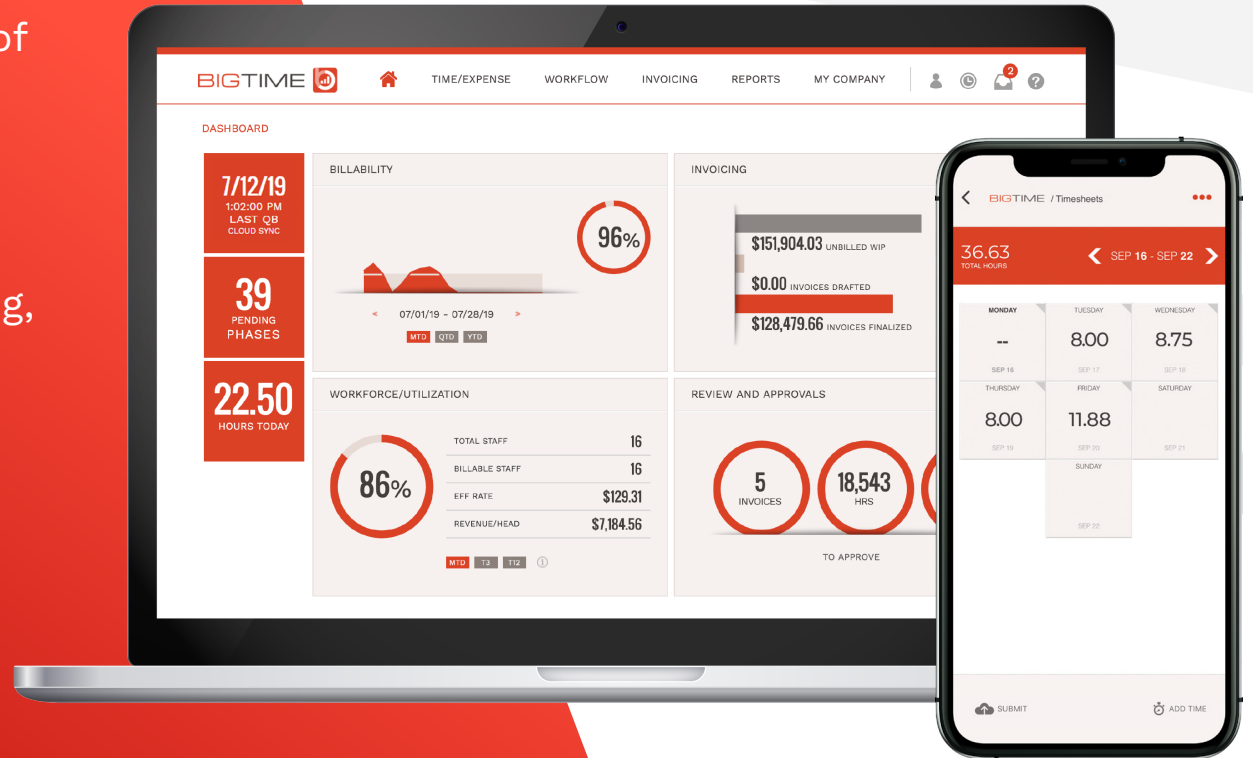 of
g,
BIGTIME
TIME/EXPENSE
WORKFLOW
INVOICING
REPORTS
MY COMPANY
2
?
DASHBOARD
7/12/19
1:02:00 PM
LAST QB
CLOUD SYNC
39
PENDING
PHASES
22.50
HOURS TODAY
BILLABILITY
96%
< 07/01/19 - 07/28/19 >
MTD QTD YTD
INVOICING
$151,904.03 UNBILLED WIP
$0.00 INVOICES DRAFTED
$128,479.66 INVOICES FINALIZED
WORKFORCE/UTILIZATION
86%
TOTAL STAFF 16
BILLABLE STAFF 16
EFF RATE $129.31
REVENUE/HEAD $7,184.56
MTD T3 T12
REVIEW AND APPROVALS
5
INVOICES
18,543
HRS
TO APPROVE
BIGTIME / Timesheets
36.63
TOTAL HOURS
SEP 16 - SEP 22
MONDAY
--
SEP 16
TUESDAY
8.00
SEP 17
WEDNESDAY
8.75
SEP 18
THURSDAY
8.00
SEP 19
FRIDAY
11.88
SEP 20
SATURDAY
SEP 21
SUNDAY
SEP 22
SUBMIT
ADD TIME